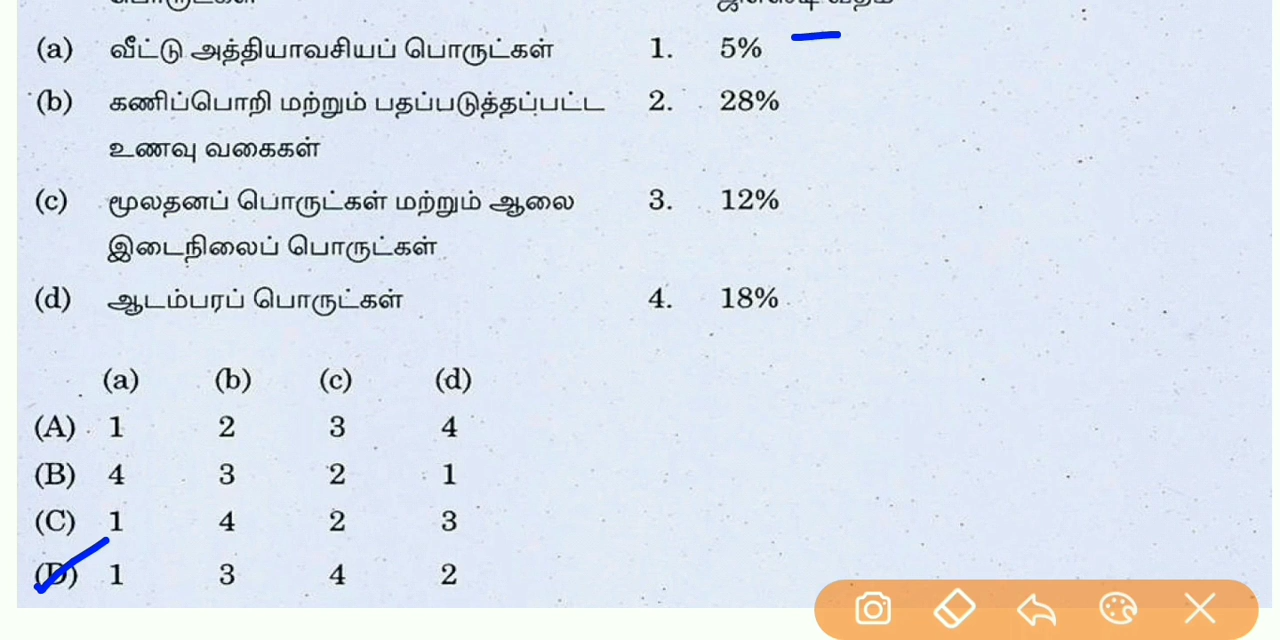 (a) வீட்டு அத்தியாவசியப் பொருட்கள் 1. 5%
(b) கணிப்பொறி மற்றும் பதப்படுத்தப்பட்ட 2. 28%
உணவு வகைகள்
(c) மூலதனப் பொருட்கள் மற்றும் ஆலை 3. 12%
இடைநிலைப் பொருட்கள்
(d) ஆடம்பரப் பொருட்கள் 4. 18%
(a) (b) (c) (d)
(A) 1 2 3 4
(B) 4 3 2 1
(C) 1 4 2 3
(D) 1 3 4 2